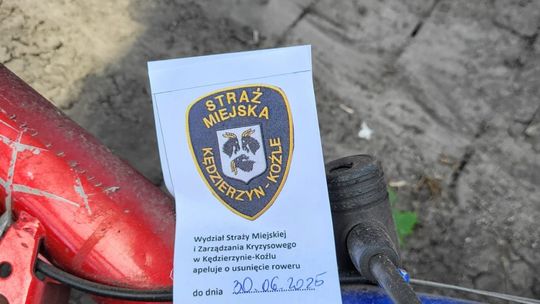 STRAŻ
MIEJSKA
KĘDZIERZYN-KOŹLE
Wydział Straży Miejskiej
i Zarządzania Kryzysowego
w Kędzierzynie-Koźlu
apeluje o usunięcie roweru
do dnia 30.06.2025